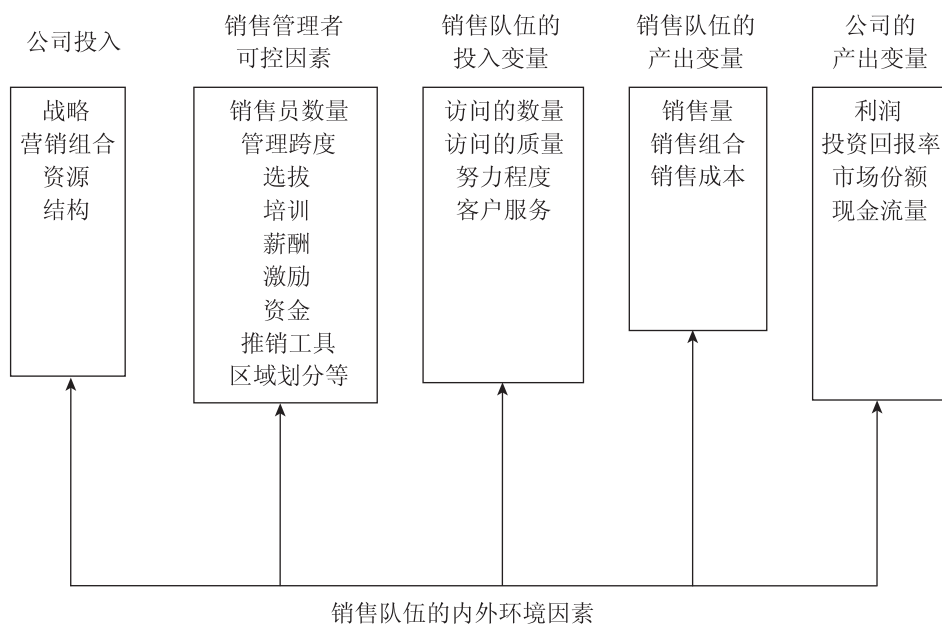 公司投入
销售管理者
可控因素
销售队伍的
投入变量
销售队伍的
产出变量
公司的
产出变量
战略
营销组合
资源
结构
销售员数量
管理跨度
选拔
培训
薪酬
激励
资金
推销工具
区域划分等
访问的数量
访问的质量
努力程度
客户服务
销售量
销售组合
销售成本
利润
投资回报率
市场份额
现金流量
销售队伍的内外环境因素